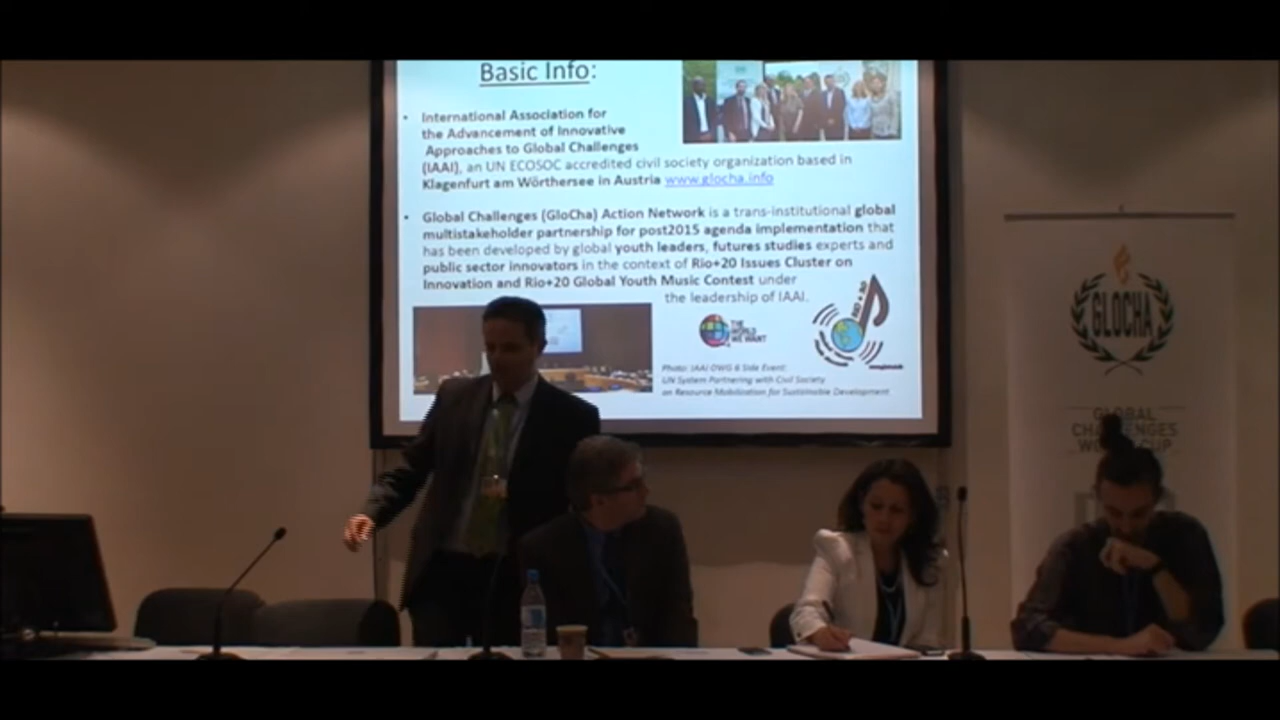 Basic Info:
• International Association for
the Advancement of Innovative
Approaches to Global Challenges
(IAAI), an UN ECOSOC accredited civil society organization based in
Klagenfurt am Wörthersee in Austria www.glocha.info
• Global Challenges (GloCha) Action Network is a trans-institutional global
multistakeholder partnership for post2015 agenda implementation that
has been developed by global youth leaders, futures studies experts and
public sector innovators in the context of Rio+20 Issues Cluster on
Innovation and Rio+20 Global Youth Music Contest under
the leadership of IAAI.
RIO + 20
THE
WORLD
WE WANT
Photo: IAAI OWG 6 Side Event:
UN System Partnering with Civil Society
on Resource Mobilization for Sustainable Development
GLOCHA
GLOBAL
CHALLENGES
WORLD CUP